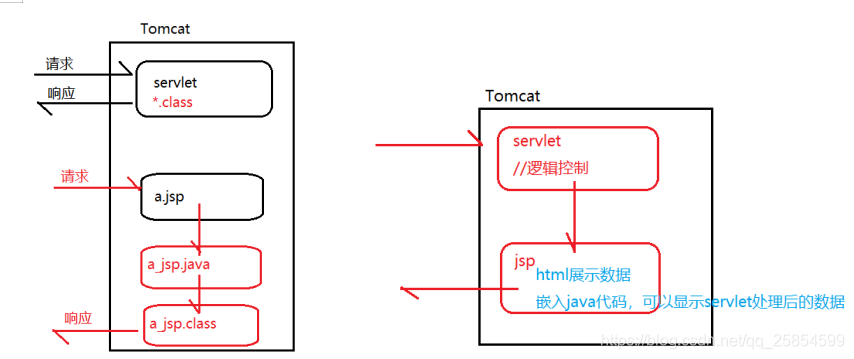 Tomcat
请求
servlet
响应
*.class
请求
a.jsp
a_jsp.java
响应
a_jsp.class
Tomcat
servlet
//逻辑控制
jsp
html展示数据
嵌入java代码，可以显示servlet处理后的数据
https://blog.csdn.net/qq_25854599